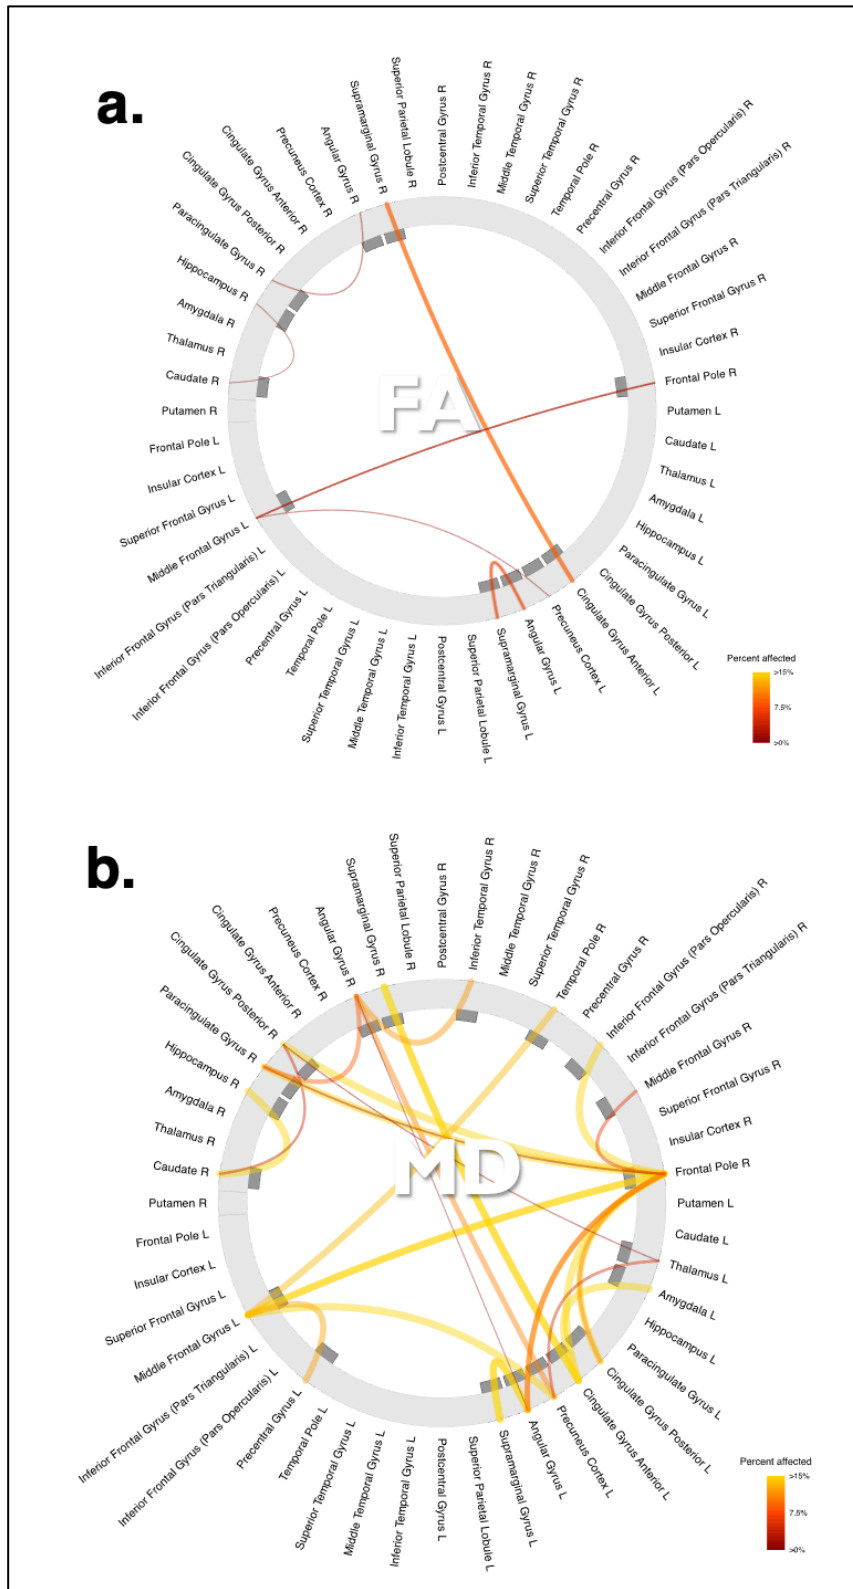 a.
Superior Parietal Lobule R
Postcentral Gyrus R
Inferior Temporal Gyrus R
Middle Temporal Gyrus R
Superior Temporal Gyrus R
Temporal Pole R
Precentral Gyrus R
Inferior Frontal Gyrus (Pars Opercularis) R
Inferior Frontal Gyrus (Pars Triangularis) R
Middle Frontal Gyrus R
Superior Frontal Gyrus R
Insular Cortex R
Frontal Pole R
Putamen L
Caudate L
Thalamus L
Amygdala L
Hippocampus L
Paracingulate Gyrus L
Cingulate Gyrus Posterior L
Cingulate Gyrus Anterior L
Precuneus Cortex L
Angular Gyrus L
Supramarginal Gyrus L
Superior Parietal Lobule L
Postcentral Gyrus L
Inferior Temporal Gyrus L
Middle Temporal Gyrus L
Superior Temporal Gyrus L
Temporal Pole L
Precentral Gyrus L
Inferior Frontal Gyrus (Pars Opercularis) L
Inferior Frontal Gyrus (Pars Triangularis) L
Middle Frontal Gyrus L
Superior Frontal Gyrus L
Insular Cortex L
Frontal Pole L
Putamen R
Caudate R
Thalamus R
Amygdala R
Hippocampus R
Paracingulate Gyrus R
Cingulate Gyrus Posterior R
Cingulate Gyrus Anterior R
Precuneus Cortex R
Angular Gyrus R
Supramarginal Gyrus R
FA
Percent affected
>15%
7.5%
>0%
b.
Superior Parietal Lobule R
Postcentral Gyrus R
Inferior Temporal Gyrus R
Middle Temporal Gyrus R
Superior Temporal Gyrus R
Temporal Pole R
Precentral Gyrus R
Inferior Frontal Gyrus (Pars Opercularis) R
Inferior Frontal Gyrus (Pars Triangularis) R
Middle Frontal Gyrus R
Superior Frontal Gyrus R
Insular Cortex R
Frontal Pole R
Putamen L
Caudate L
Thalamus L
Amygdala L
Hippocampus L
Paracingulate Gyrus L
Cingulate Gyrus Posterior L
Cingulate Gyrus Anterior L
Precuneus Cortex L
Angular Gyrus L
Supramarginal Gyrus L
Superior Parietal Lobule L
Postcentral Gyrus L
Inferior Temporal Gyrus L
Middle Temporal Gyrus L
Superior Temporal Gyrus L
Temporal Pole L
Precentral Gyrus L
Inferior Frontal Gyrus (Pars Opercularis) L
Inferior Frontal Gyrus (Pars Triangularis) L
Middle Frontal Gyrus L
Superior Frontal Gyrus L
Insular Cortex L
Frontal Pole L
Putamen R
Caudate R
Thalamus R
Amygdala R
Hippocampus R
Paracingulate Gyrus R
Cingulate Gyrus Posterior R
Cingulate Gyrus Anterior R
Precuneus Cortex R
Angular Gyrus R
Supramarginal Gyrus R
MD
Percent affected
>15%
7.5%
>0%